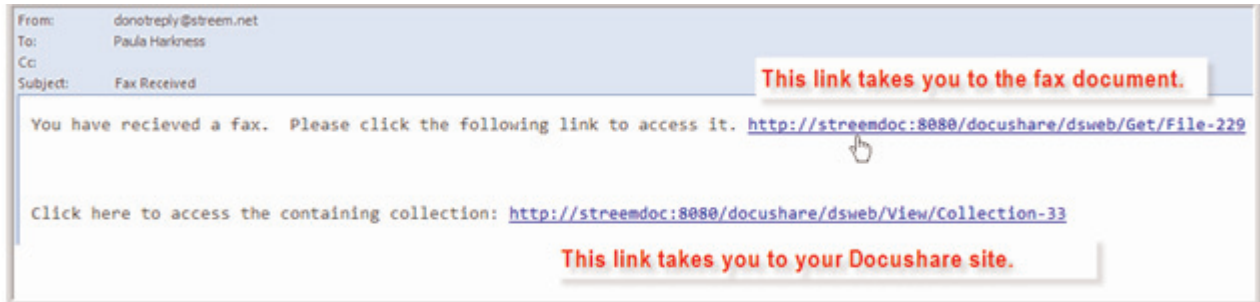 From: donotreply@streem.net
To: Paula Harkness
Cc:
Subject: Fax Received
This link takes you to the fax document.
You have recieved a fax. Please click the following link to access it. http://streemdoc:8080/docushare/dsweb/Get/File-229
Click here to access the containing collection: http://streemdoc:8080/docushare/dsweb/View/Collection-33
This link takes you to your Docushare site.